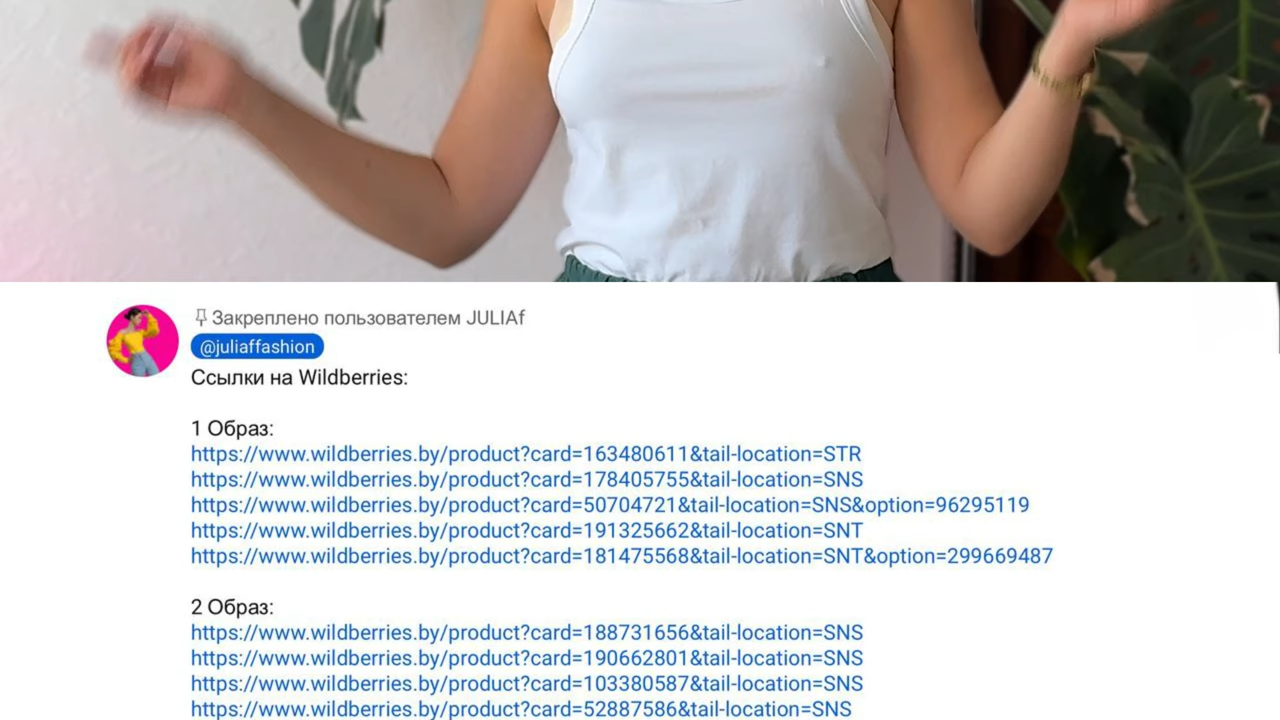 Закреплено пользователем JULIAf
@juliaffashion
Ссылки на Wildberries:
1 Образ:
https://www.wildberries.by/product?card=163480611&tail-location=STR
https://www.wildberries.by/product?card=178405755&tail-location=SNS
https://www.wildberries.by/product?card=50704721&tail-location=SNS&option=96295119
https://www.wildberries.by/product?card=191325662&tail-location=SNT
https://www.wildberries.by/product?card=181475568&tail-location=SNT&option=299669487
2 Образ:
https://www.wildberries.by/product?card=188731656&tail-location=SNS
https://www.wildberries.by/product?card=190662801&tail-location=SNS
https://www.wildberries.by/product?card=103380587&tail-location=SNS
https://www.wildberries.by/product?card=52887586&tail-location=SNS